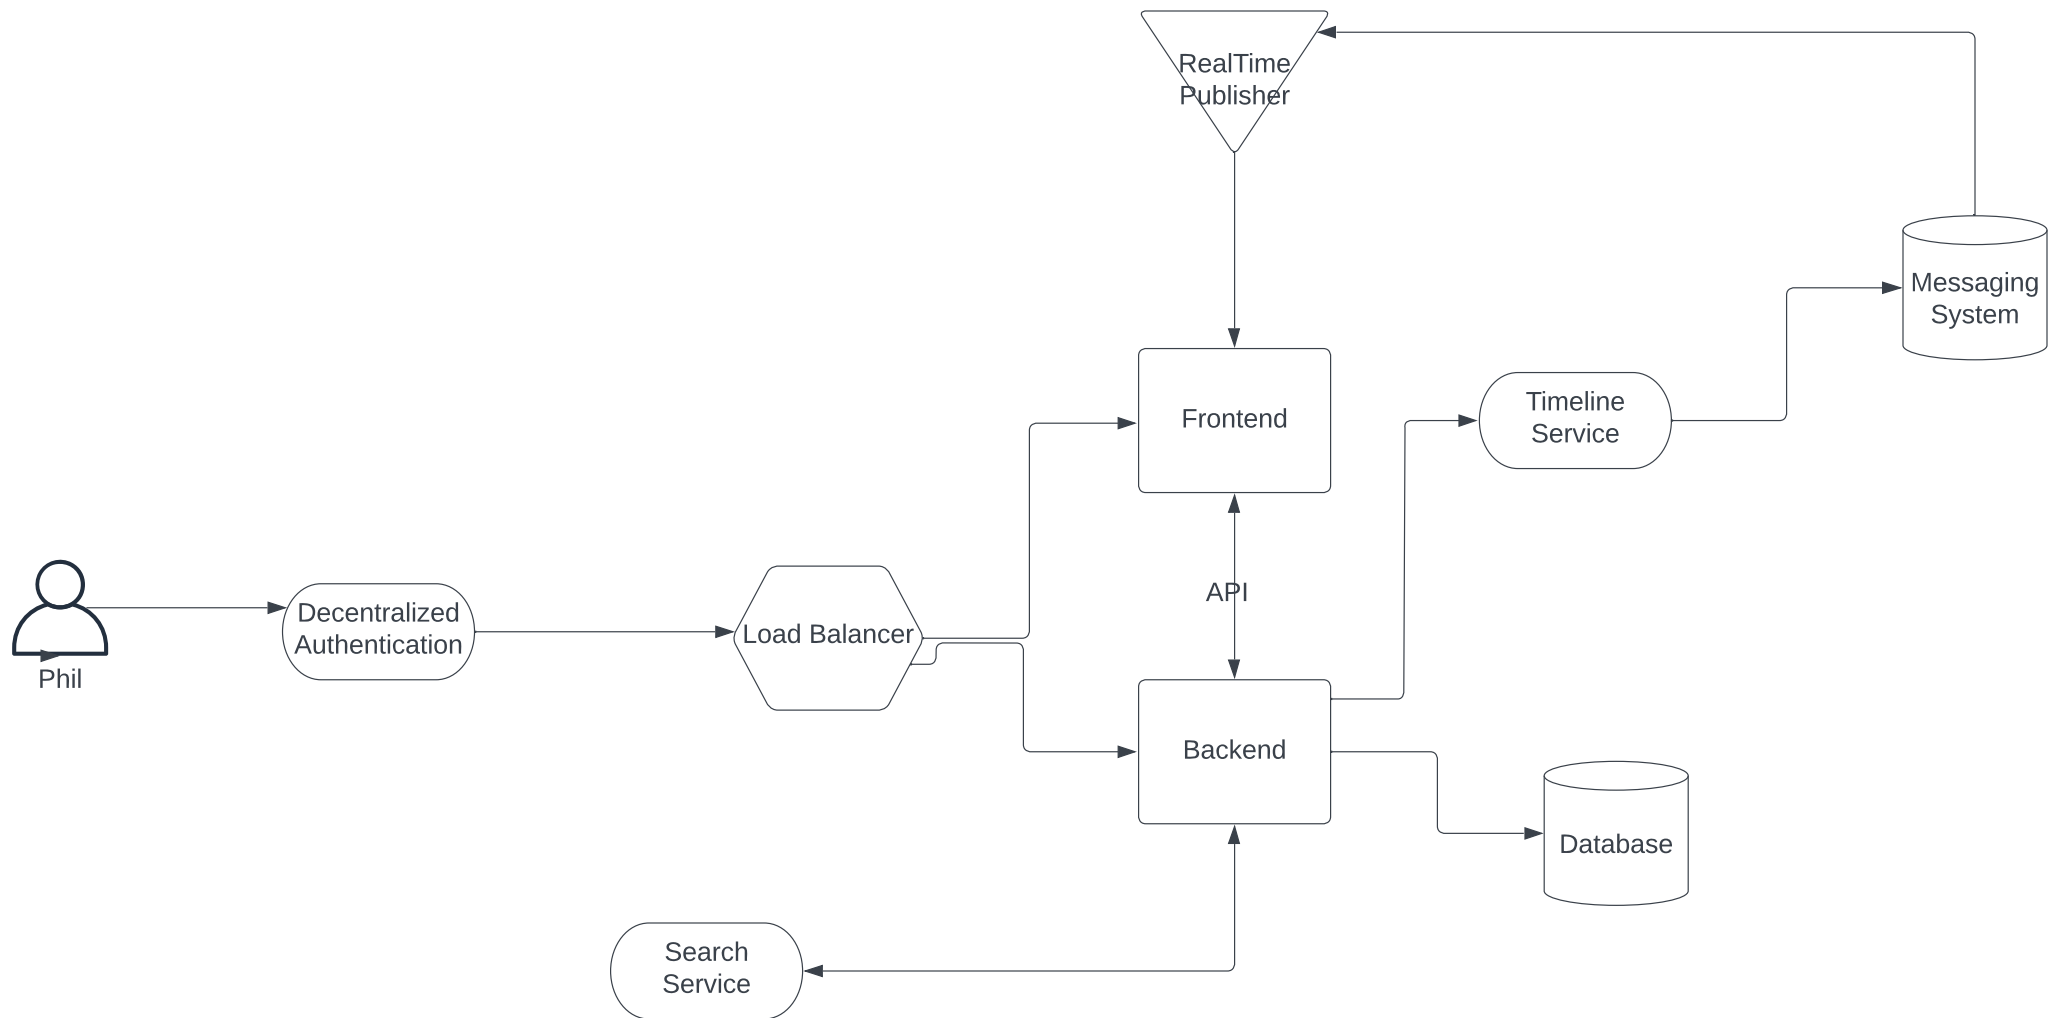 RealTime
Publisher
Messaging
System
Frontend
Timeline
Service
API
Decentralized
Authentication
Load Balancer
Phil
Backend
Database
Search
Service